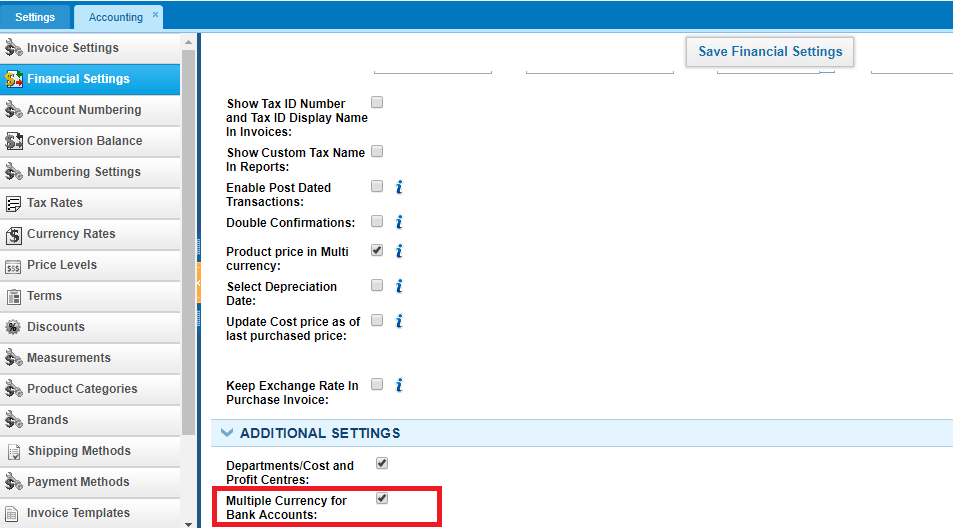 Settings
Accounting
Invoice Settings
Financial Settings
Account Numbering
Conversion Balance
Numbering Settings
Tax Rates
Currency Rates
Price Levels
Terms
Discounts
Measurements
Product Categories
Brands
Shipping Methods
Payment Methods
Invoice Templates
Save Financial Settings
Show Tax ID Number
and Tax ID Display Name
In Invoices:
Show Custom Tax Name
In Reports:
Enable Post Dated
Transactions:
Double Confirmations:
Product price in Multi
currency:
Select Depreciation
Date:
Update Cost price as of
last purchased price:
Keep Exchange Rate In
Purchase Invoice:
ADDITIONAL SETTINGS
Departments/Cost and
Profit Centres:
Multiple Currency for
Bank Accounts: